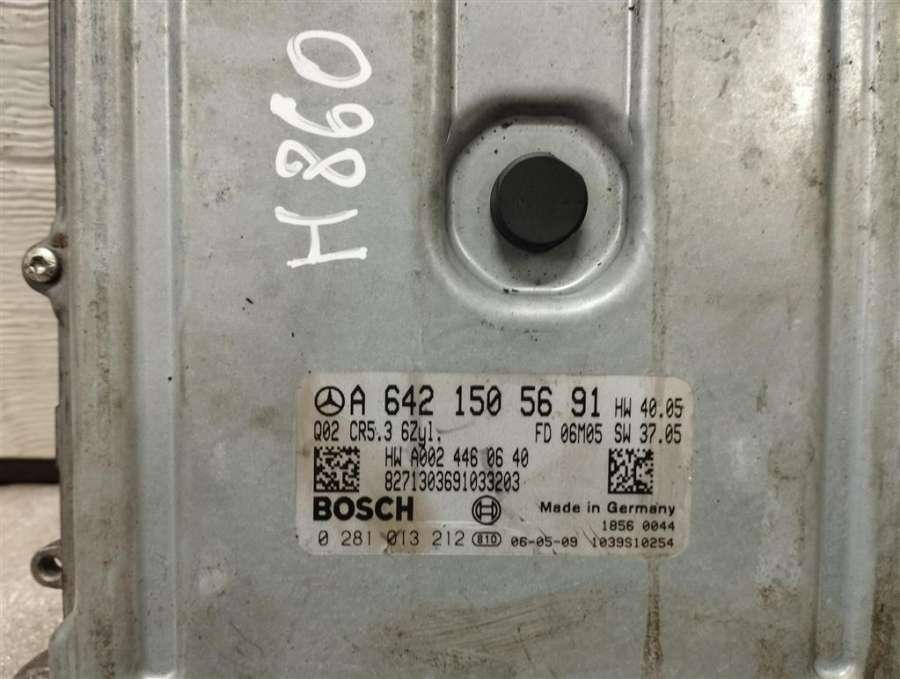 H860
A 642 150 56 91 HW 40.05
Q02 CR5.3 6Zyl. FD 06M05 SW 37.05
HW A002 446 06 40
8271303691033203
BOSCH Made in Germany
1856 0044
0 281 013 212 810 06-05-09 1039S10254